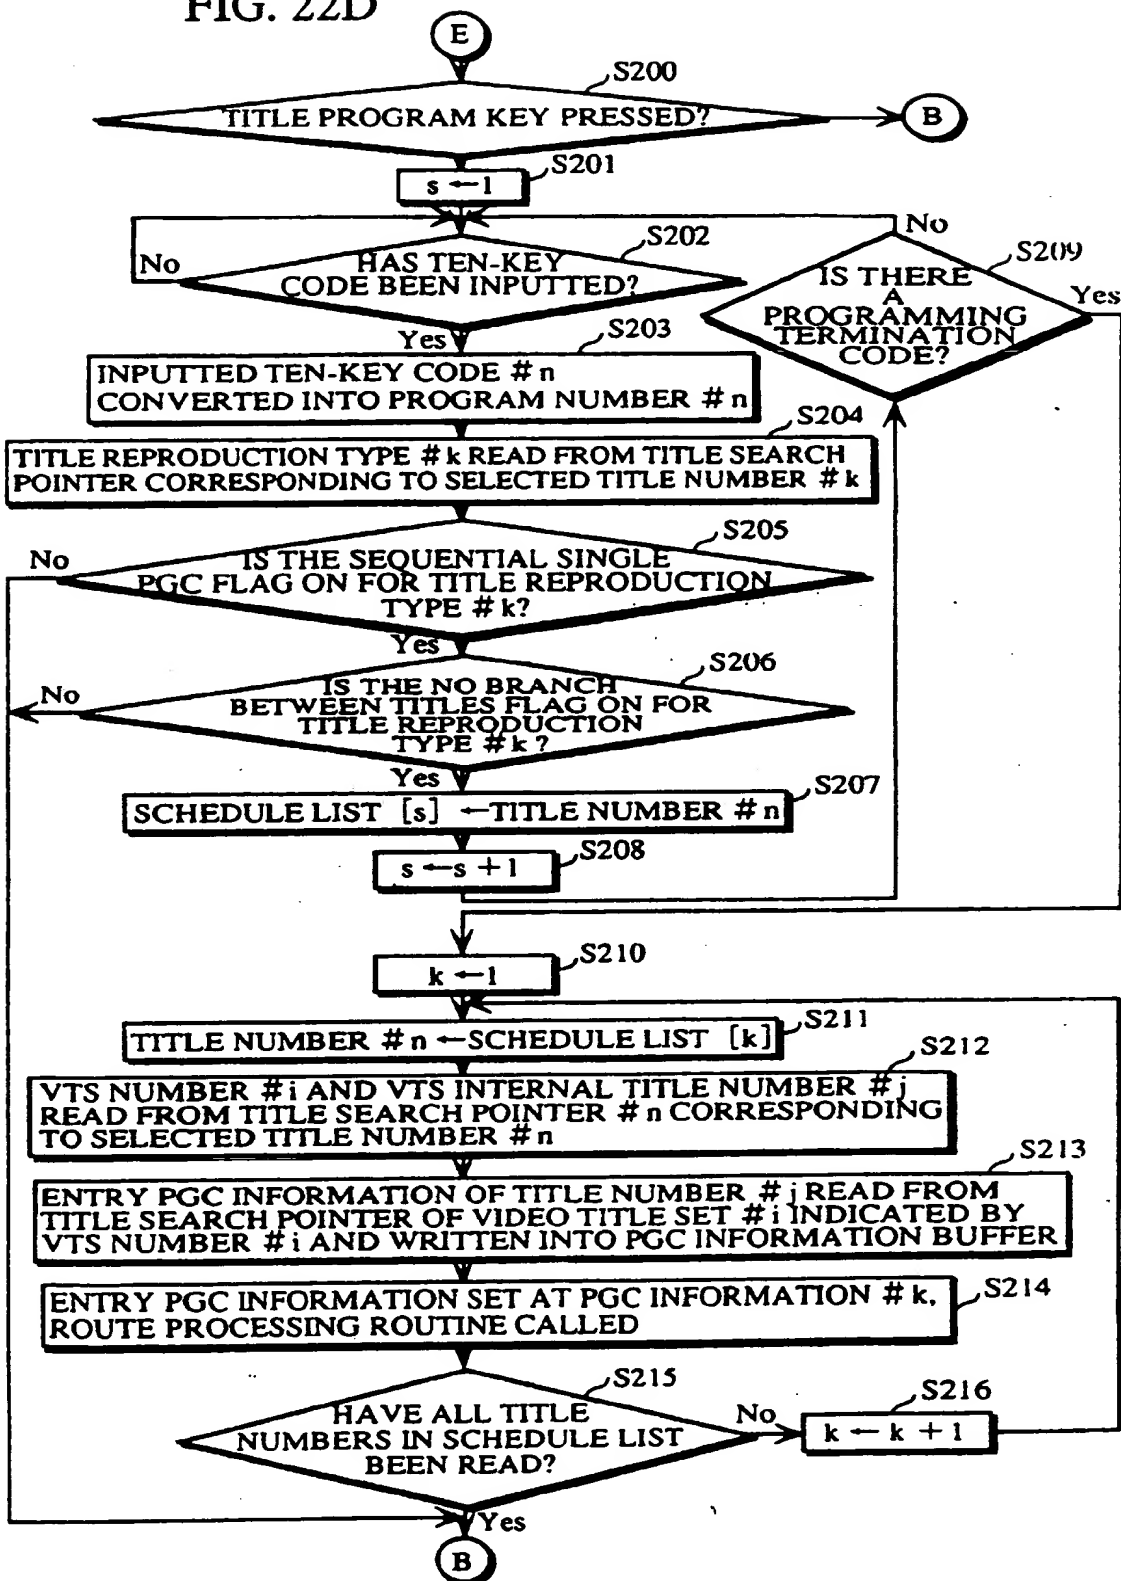 FIG. 22D
E
S200
TITLE PROGRAM KEY PRESSED?
B
S201
s ← 1
No
S202
HAS TEN-KEY
CODE BEEN INPUTTED?
No
S209
IS THERE
A
PROGRAMMING
TERMINATION
CODE?
Yes
Yes
S203
INPUTTED TEN-KEY CODE #n
CONVERTED INTO PROGRAM NUMBER #n
S204
TITLE REPRODUCTION TYPE #k READ FROM TITLE SEARCH
POINTER CORRESPONDING TO SELECTED TITLE NUMBER #k
S205
No
IS THE SEQUENTIAL SINGLE
PGC FLAG ON FOR TITLE REPRODUCTION
TYPE #k?
Yes
S206
No
IS THE NO BRANCH
BETWEEN TITLES FLAG ON FOR
TITLE REPRODUCTION
TYPE #k ?
Yes
S207
SCHEDULE LIST [s] ←TITLE NUMBER #n
S208
s ←s +1
S210
k ←1
S211
TITLE NUMBER #n ←SCHEDULE LIST [k]
S212
VTS NUMBER #i AND VTS INTERNAL TITLE NUMBER #j
READ FROM TITLE SEARCH POINTER #n CORRESPONDING
TO SELECTED TITLE NUMBER #n
S213
ENTRY PGC INFORMATION OF TITLE NUMBER #j READ FROM
TITLE SEARCH POINTER OF VIDEO TITLE SET #i INDICATED BY
VTS NUMBER #i AND WRITTEN INTO PGC INFORMATION BUFFER
S214
ENTRY PGC INFORMATION SET AT PGC INFORMATION #k,
ROUTE PROCESSING ROUTINE CALLED
S215
HAVE ALL TITLE
NUMBERS IN SCHEDULE LIST
BEEN READ?
No
S216
k ← k +1
Yes
B